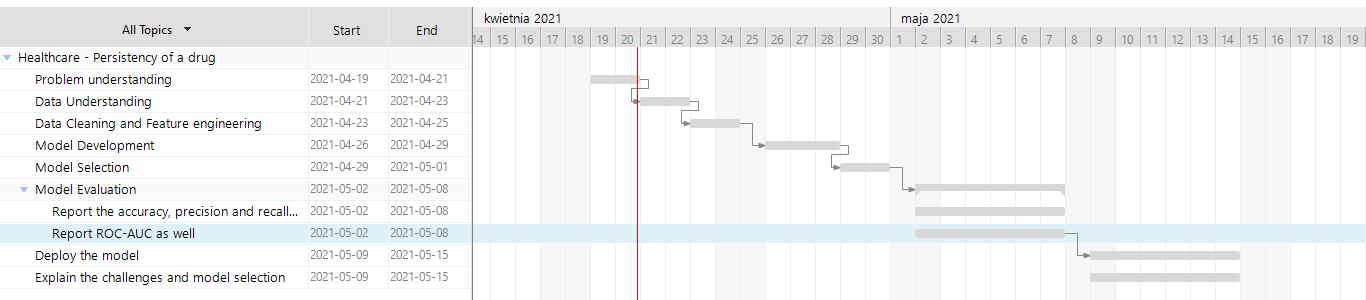 kwietnia 2021 maja 2021
All Topics Start End
14 15 16 17 18 19 20 21 22 23 24 25 26 27 28 29 30 1 2 3 4 5 6 7 8 9 10 11 12 13 14 15 16 17 18 19
Healthcare - Persistency of a drug
Problem understanding 2021-04-19 2021-04-21
Data Understanding 2021-04-21 2021-04-23
Data Cleaning and Feature engineering 2021-04-23 2021-04-25
Model Development 2021-04-26 2021-04-29
Model Selection 2021-04-29 2021-05-01
Model Evaluation 2021-05-02 2021-05-08
Report the accuracy, precision and recall... 2021-05-02 2021-05-08
Report ROC-AUC as well 2021-05-02 2021-05-08
Deploy the model 2021-05-09 2021-05-15
Explain the challenges and model selection 2021-05-09 2021-05-15